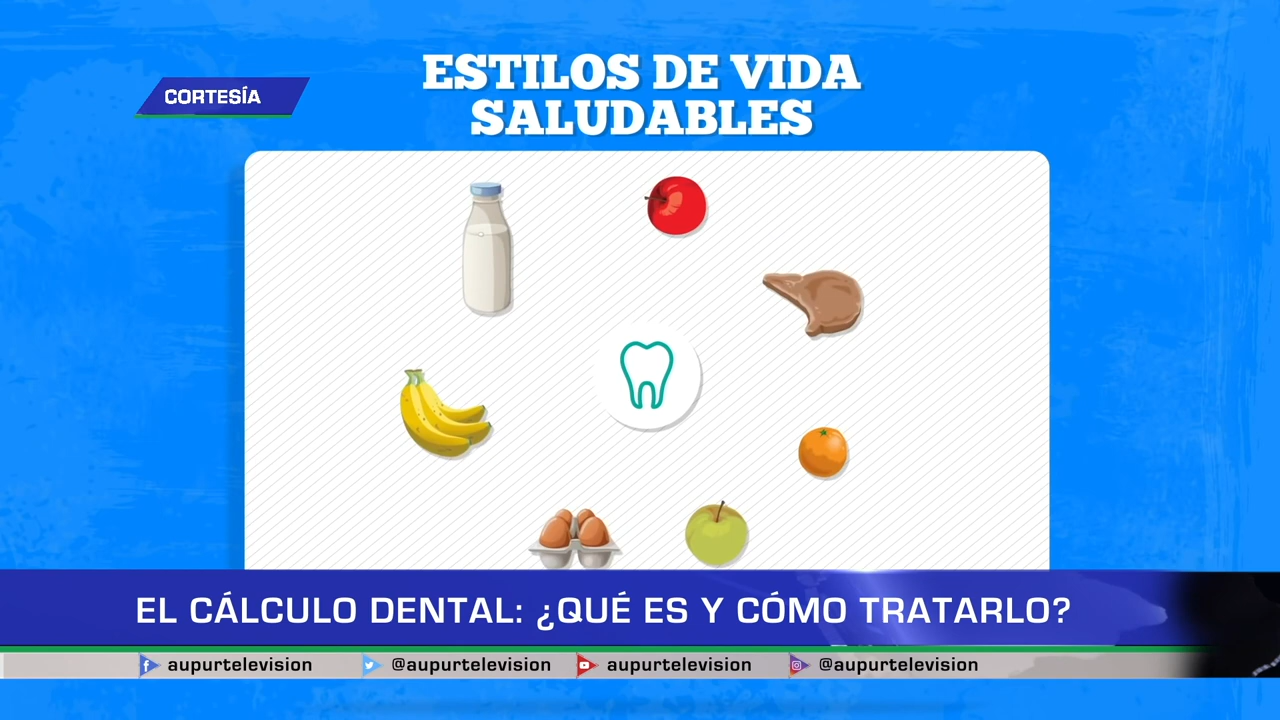 ESTILOS DE VIDA
SALUDABLES
CORTESÍA
EL CÁLCULO DENTAL: ¿QUÉ ES Y CÓMO TRATARLO?
aupurtelevision @aupurtelevision aupurtelevision @aupurtelevision